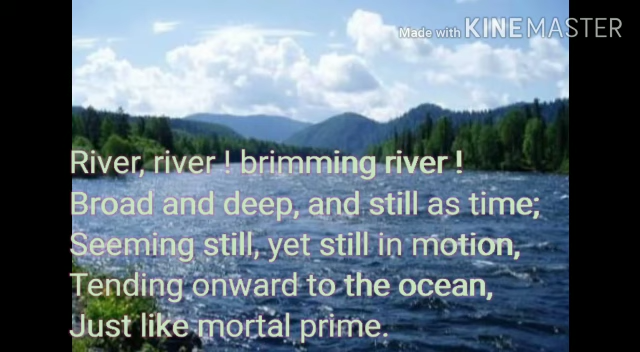 Made with KINEMASTER
River, river ! brimming river !
Broad and deep, and still as time;
Seeming still, yet still in motion,
Tending onward to the ocean,
Just like mortal prime.